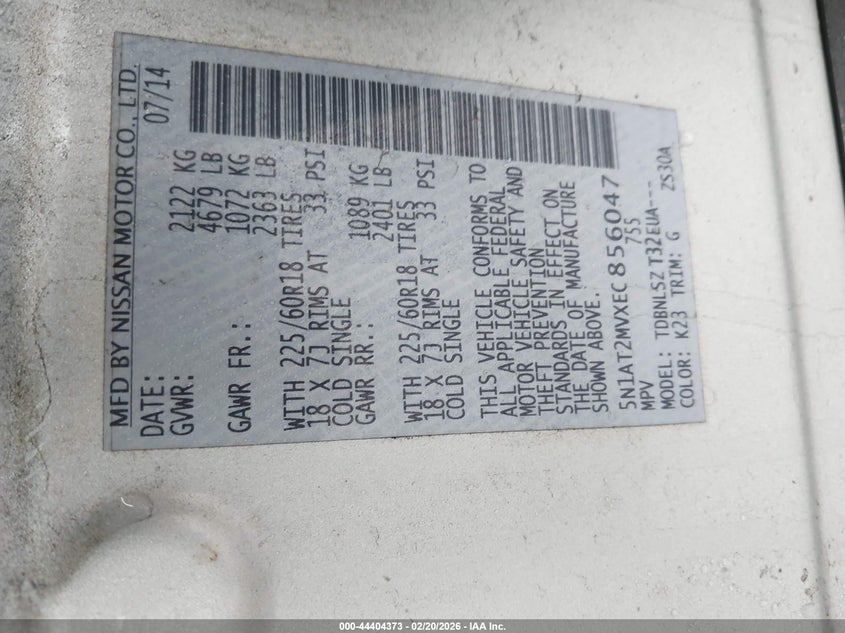 MFD BY NISSAN MOTOR CO., LTD.
DATE: 07/14
GVWR: 2122 KG
4679 LB
GAWR FR.: 1072 KG
2363 LB
WITH 225/60R18 TIRES
18 X 7J RIMS AT 33 PSI
COLD SINGLE
GAWR RR.: 1089 KG
2401 LB
WITH 225/60R18 TIRES
18 X 7J RIMS AT 33 PSI
COLD SINGLE
THIS VEHICLE CONFORMS TO
ALL APPLICABLE FEDERAL
MOTOR VEHICLE SAFETY AND
THEFT PREVENTION
STANDARDS IN EFFECT ON
THE DATE OF MANUFACTURE
SHOWN ABOVE.
5N1AT2MVXEC856047
MPV 755
MODEL: TDBNLSZ T32EUA---
COLOR: K23 TRIM: G ZS30A
000-44404373 - 02/20/2026 - IAA Inc.